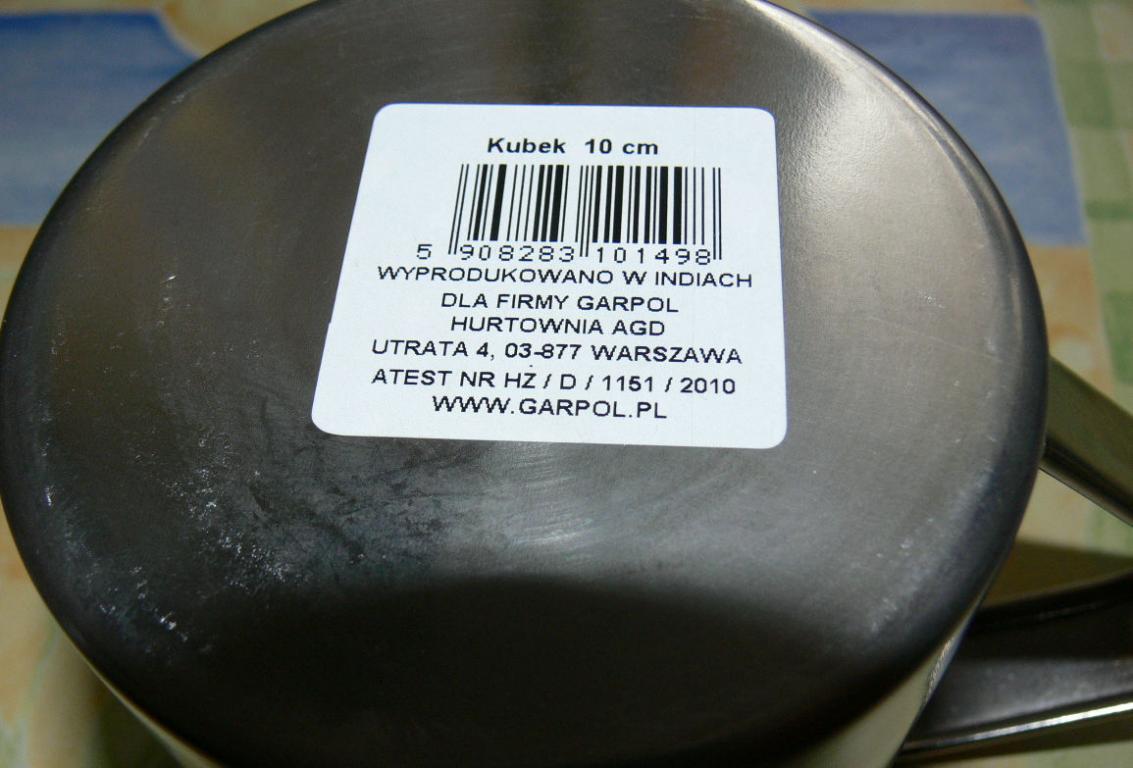 Kubek 10 cm
5 908283 101498
WYPRODUKOWANO W INDIACH
DLA FIRMY GARPOL
HURTOWNIA AGD
UTRATA 4, 03-877 WARSZAWA
ATEST NR HŻ / D / 1151 / 2010
WWW.GARPOL.PL